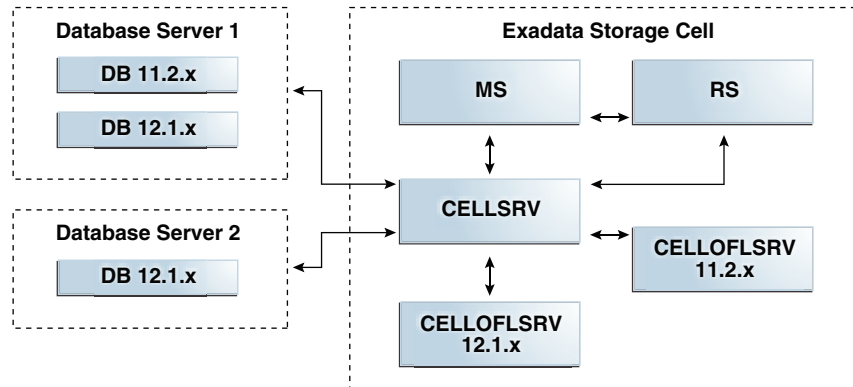 Database Server 1
DB 11.2.x
DB 12.1.x
Database Server 2
DB 12.1.x
Exadata Storage Cell
MS
RS
CELLSRV
CELLOFLSRV
11.2.x
CELLOFLSRV
12.1.x